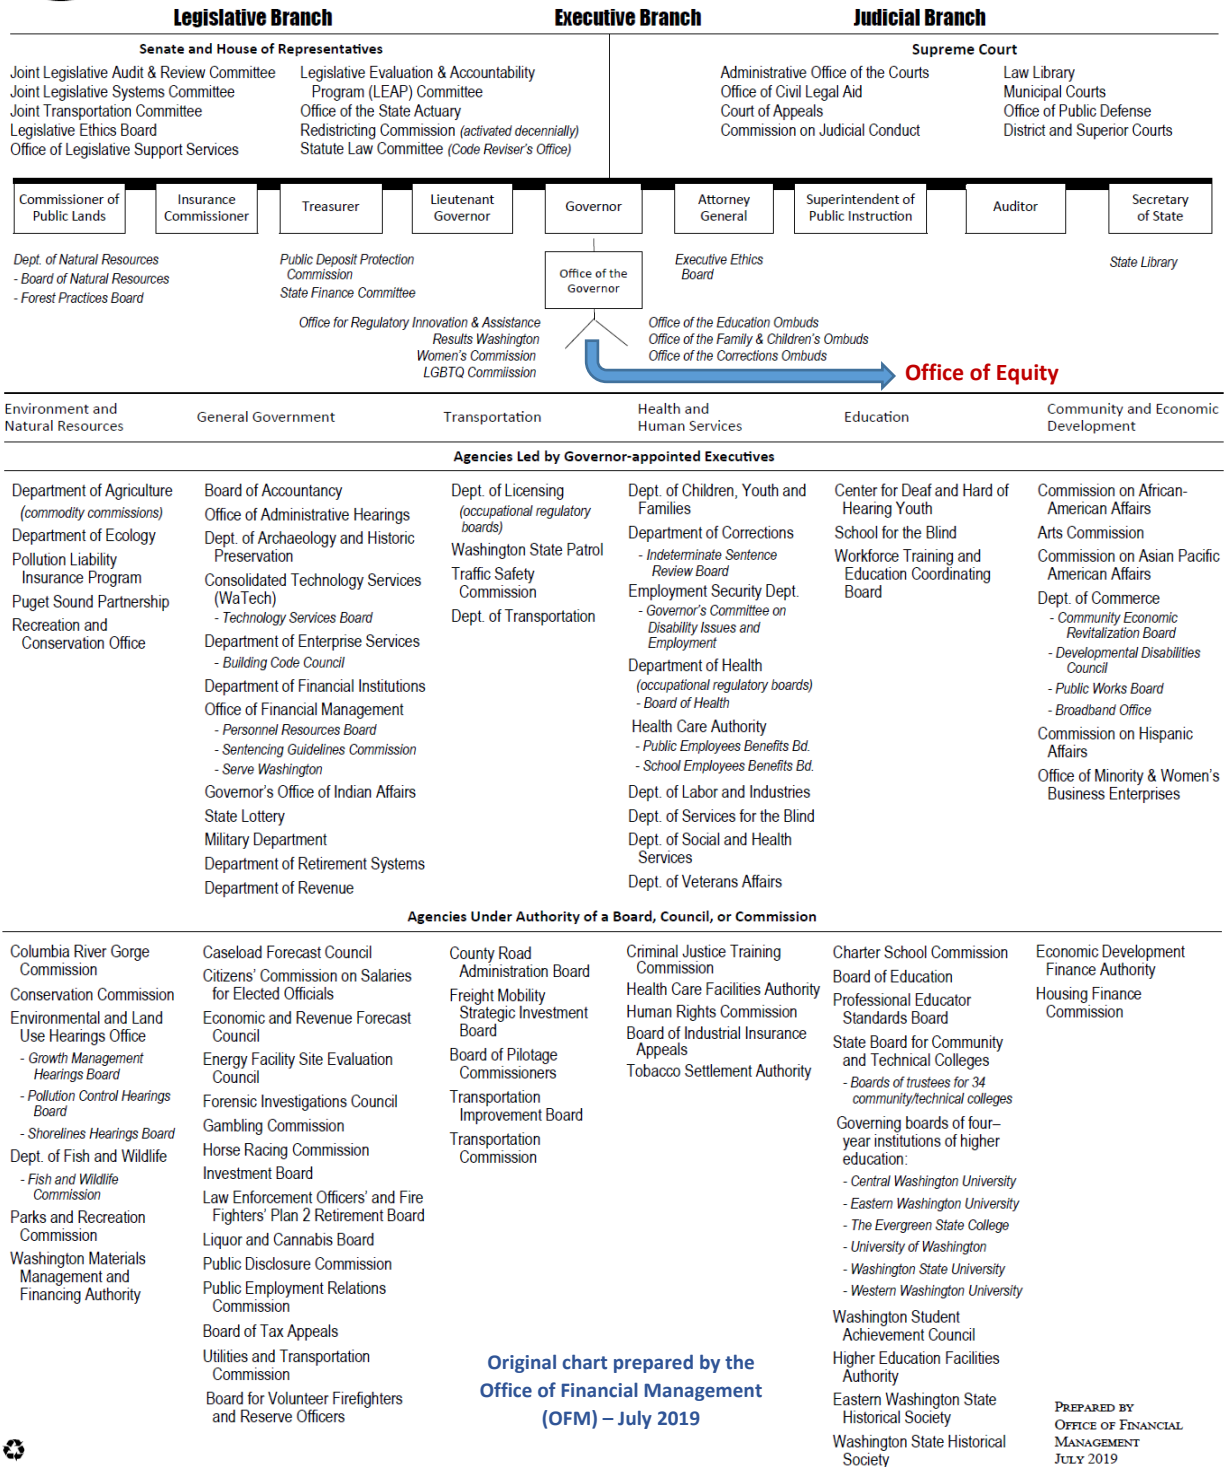 Legislative Branch
Executive Branch
Judicial Branch
Senate and House of Representatives
Supreme Court
Joint Legislative Audit & Review Committee
Joint Legislative Systems Committee
Joint Transportation Committee
Legislative Ethics Board
Office of Legislative Support Services
Legislative Evaluation & Accountability
Program (LEAP) Committee
Office of the State Actuary
Redistricting Commission (activated decennially)
Statute Law Committee (Code Reviser's Office)
Administrative Office of the Courts
Office of Civil Legal Aid
Court of Appeals
Commission on Judicial Conduct
Law Library
Municipal Courts
Office of Public Defense
District and Superior Courts
Commissioner of
Public Lands
Insurance
Commissioner
Treasurer
Lieutenant
Governor
Governor
Attorney
General
Superintendent of
Public Instruction
Auditor
Secretary
of State
Dept. of Natural Resources
- Board of Natural Resources
- Forest Practices Board
Public Deposit Protection
Commission
State Finance Committee
Office of the
Governor
Executive Ethics
Board
State Library
Office for Regulatory Innovation & Assistance
Results Washington
Women's Commission
LGBTQ Commiission
Office of the Education Ombuds
Office of the Family & Children's Ombuds
Office of the Corrections Ombuds
Office of Equity
Environment and
Natural Resources
General Government
Transportation
Health and
Human Services
Education
Community and Economic
Development
Agencies Led by Governor-appointed Executives
Department of Agriculture
(commodity commissions)
Department of Ecology
Pollution Liability
Insurance Program
Puget Sound Partnership
Recreation and
Conservation Office
Board of Accountancy
Office of Administrative Hearings
Dept. of Archaeology and Historic
Preservation
Consolidated Technology Services
(WaTech)
- Technology Services Board
Department of Enterprise Services
- Building Code Council
Department of Financial Institutions
Office of Financial Management
- Personnel Resources Board
- Sentencing Guidelines Commission
- Serve Washington
Governor's Office of Indian Affairs
State Lottery
Military Department
Department of Retirement Systems
Department of Revenue
Dept. of Licensing
(occupational regulatory
boards)
Washington State Patrol
Traffic Safety
Commission
Dept. of Transportation
Dept. of Children, Youth and
Families
Department of Corrections
- Indeterminate Sentence
Review Board
Employment Security Dept.
- Governor's Committee on
Disability Issues and
Employment
Department of Health
(occupational regulatory boards)
- Board of Health
Health Care Authority
- Public Employees Benefits Bd.
- School Employees Benefits Bd.
Dept. of Labor and Industries
Dept. of Services for the Blind
Dept. of Social and Health
Services
Dept. of Veterans Affairs
Center for Deaf and Hard of
Hearing Youth
School for the Blind
Workforce Training and
Education Coordinating
Board
Commission on African-
American Affairs
Arts Commission
Commission on Asian Pacific
American Affairs
Dept. of Commerce
- Community Economic
Revitalization Board
- Developmental Disabilities
Council
- Public Works Board
- Broadband Office
Commission on Hispanic
Affairs
Office of Minority & Women's
Business Enterprises
Agencies Under Authority of a Board, Council, or Commission
Columbia River Gorge
Commission
Conservation Commission
Environmental and Land
Use Hearings Office
- Growth Management
Hearings Board
- Pollution Control Hearings
Board
- Shorelines Hearings Board
Dept. of Fish and Wildlife
- Fish and Wildlife
Commission
Parks and Recreation
Commission
Washington Materials
Management and
Financing Authority
Caseload Forecast Council
Citizens' Commission on Salaries
for Elected Officials
Economic and Revenue Forecast
Council
Energy Facility Site Evaluation
Council
Forensic Investigations Council
Gambling Commission
Horse Racing Commission
Investment Board
Law Enforcement Officers' and Fire
Fighters' Plan 2 Retirement Board
Liquor and Cannabis Board
Public Disclosure Commission
Public Employment Relations
Commission
Board of Tax Appeals
Utilities and Transportation
Commission
Board for Volunteer Firefighters
and Reserve Officers
County Road
Administration Board
Freight Mobility
Strategic Investment
Board
Board of Pilotage
Commissioners
Transportation
Improvement Board
Transportation
Commission
Criminal Justice Training
Commission
Health Care Facilities Authority
Human Rights Commission
Board of Industrial Insurance
Appeals
Tobacco Settlement Authority
Charter School Commission
Board of Education
Professional Educator
Standards Board
State Board for Community
and Technical Colleges
- Boards of trustees for 34
community/technical colleges
Governing boards of four–
year institutions of higher
education:
- Central Washington University
- Eastern Washington University
- The Evergreen State College
- University of Washington
- Washington State University
- Western Washington University
Washington Student
Achievement Council
Higher Education Facilities
Authority
Eastern Washington State
Historical Society
Washington State Historical
Society
Economic Development
Finance Authority
Housing Finance
Commission
Original chart prepared by the
Office of Financial Management
(OFM) – July 2019
PREPARED BY
OFFICE OF FINANCIAL
MANAGEMENT
JULY 2019